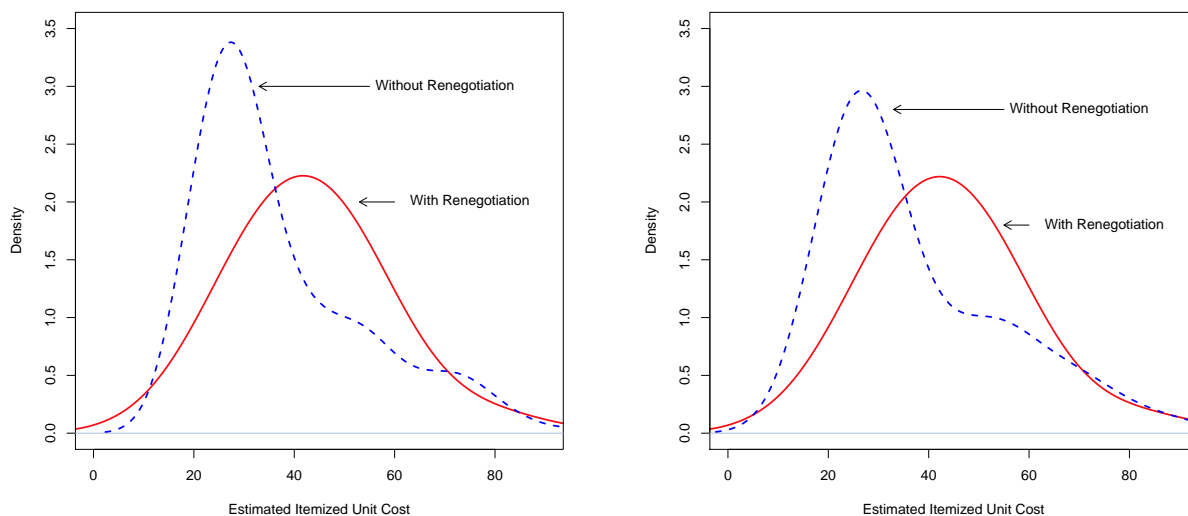 3.5
3.0
2.5
2.0
1.5
1.0
0.5
0.0
Density
Without Renegotiation
With Renegotiation
0 20 40 60 80
Estimated Itemized Unit Cost
3.5
3.0
2.5
2.0
1.5
1.0
0.5
0.0
Density
Without Renegotiation
With Renegotiation
0 20 40 60 80
Estimated Itemized Unit Cost